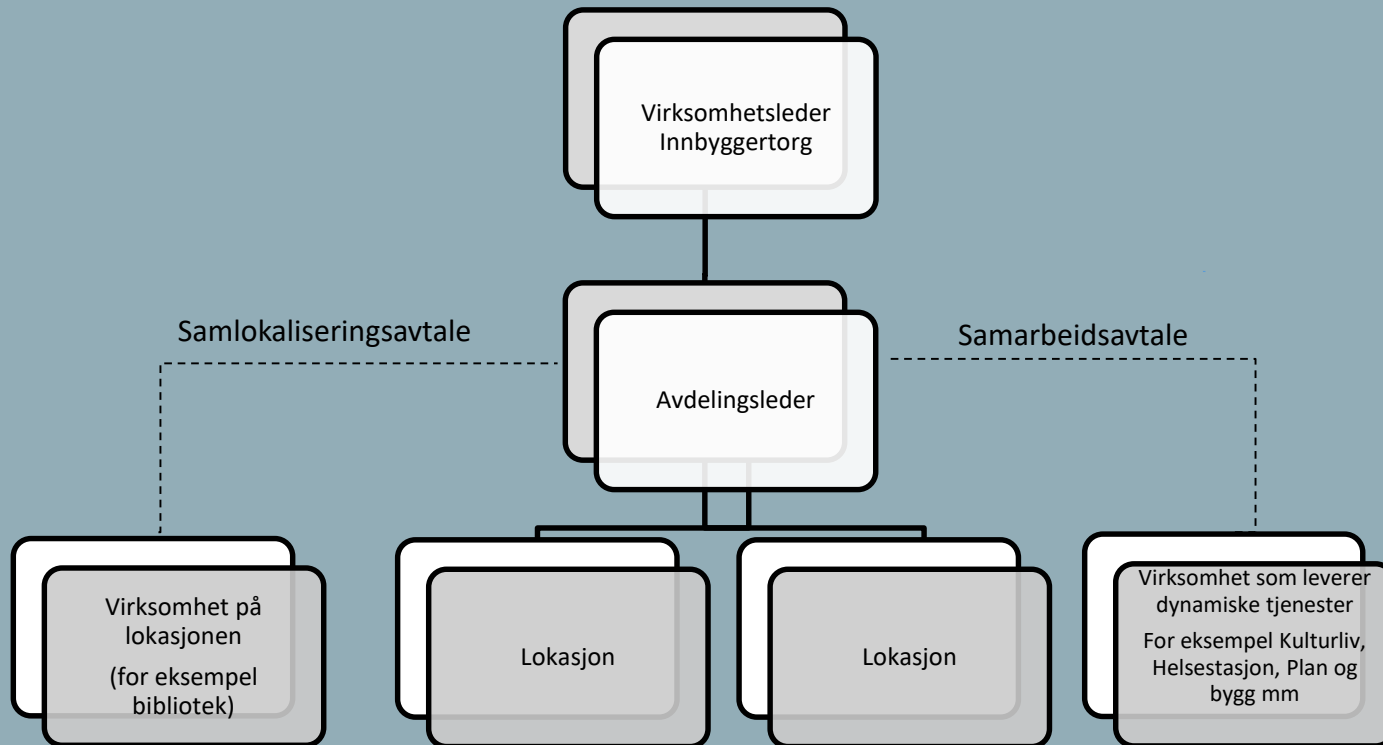 Virksomhetsleder
Innbyggertorg
Samlokaliseringsavtale
Samarbeidsavtale
Avdelingsleder
Virksomhet på
lokasjonen
(for eksempel
bibliotek)
Lokasjon
Lokasjon
Virksomhet som leverer
dynamiske tjenester
For eksempel Kulturliv,
Helsestasjon, Plan og
bygg mm